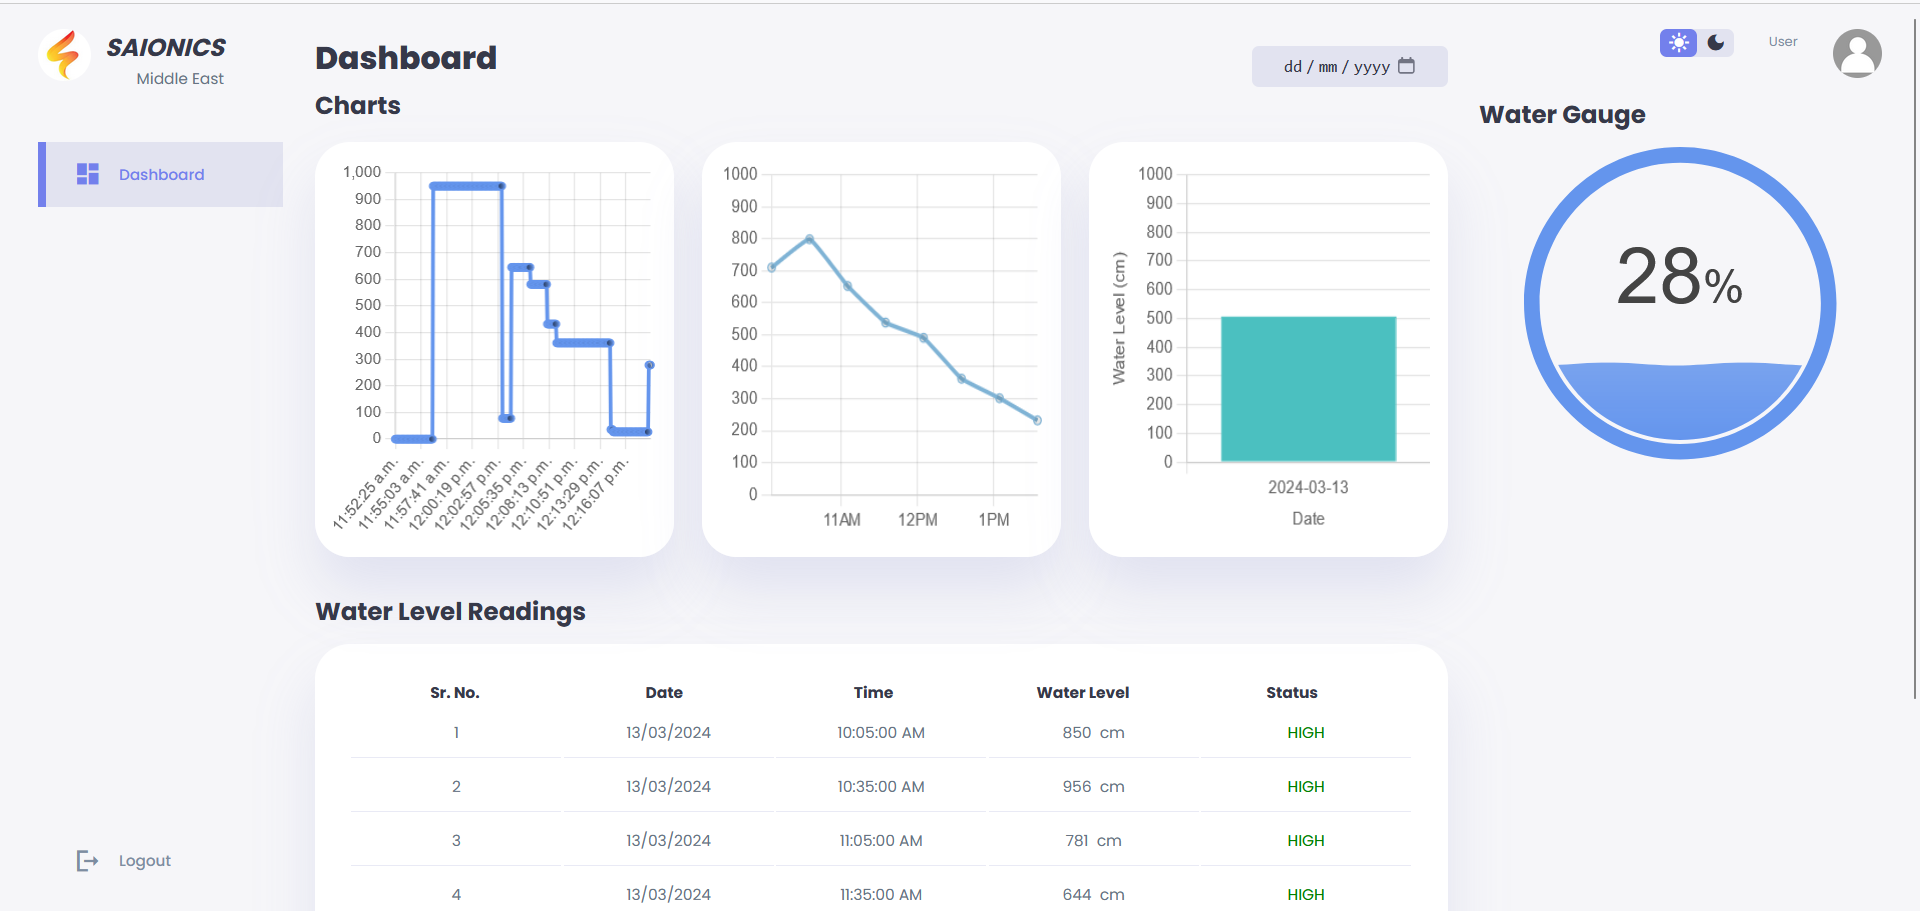 SAIONICS
Middle East
Dashboard
Logout
Dashboard
dd / mm / yyyy
User
Charts
1,000
900
800
700
600
500
400
300
200
100
0
11:52:25 a.m.
11:55:03 a.m.
11:57:41 a.m.
12:00:19 p.m.
12:02:57 p.m.
12:05:35 p.m.
12:08:13 p.m.
12:10:51 p.m.
12:13:29 p.m.
12:16:07 p.m.
1000
900
800
700
600
500
400
300
200
100
0
11AM 12PM 1PM
Water Level (cm)
1000
900
800
700
600
500
400
300
200
100
0
2024-03-13
Date
Water Gauge
28%
Water Level Readings
Sr. No. Date Time Water Level Status
1 13/03/2024 10:05:00 AM 850 cm HIGH
2 13/03/2024 10:35:00 AM 956 cm HIGH
3 13/03/2024 11:05:00 AM 781 cm HIGH
4 13/03/2024 11:35:00 AM 644 cm HIGH